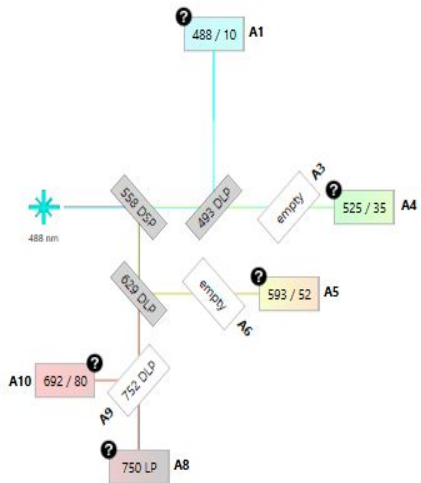 ?
488 / 10 A1
A3
558 DSP 493 DLP empty ? 525 / 35 A4
488 nm
629 DLP empty ? 593 / 52 A5
A6
A10 692 / 80 ? 752 DLP
A9
? 750 LP A8